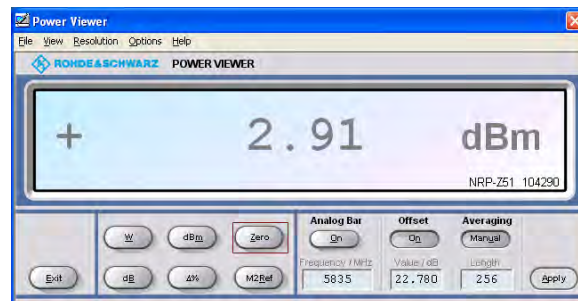 Power Viewer
File View Resolution Options Help
ROHDE&SCHWARZ POWER VIEWER
+ 2.91 dBm
NRP-Z51 104290
Analog Bar Offset Averaging
W dBm Zero On On Manual
Frequency / MHz Value / dB Length
Exit dB Δ% M2Ref 5835 22.780 256 Apply